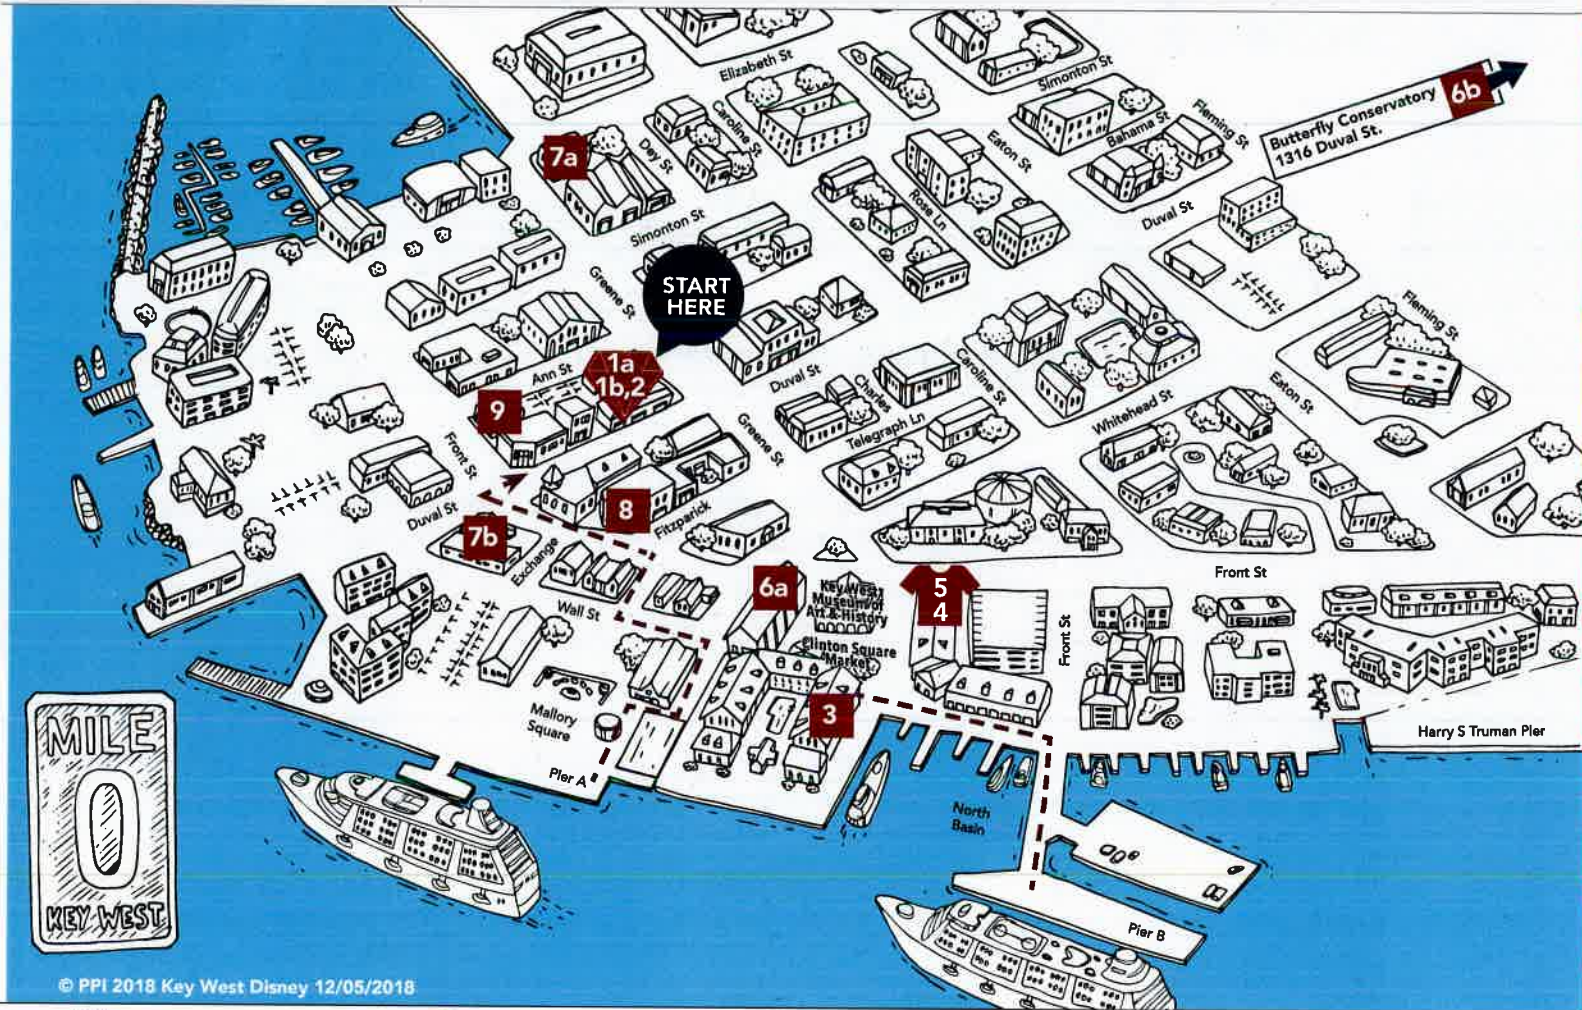 Elizabeth St
Simonton St
Butterfly Conservatory
1316 Duval St.
6b
Fleming St
Bahama St
Caroline St
Eaton St
7a
Dey St
Rose Ln
Duval St
Simonton St
START
HERE
Greene St
Fleming St
1a
1b,2
Ann St
Duval St
Charles
Caroline St
Eaton St
9
Whitehead St
Telegraph Ln
Greene St
Front St
Duval St
8
Fitzpatrick
7b
Exchange
Wall St
6a
Key West
Museum of
Art & History
5
4
Front St
Front St
Clinton Square
Market
3
Mallory
Square
Pier A
Harry S Truman Pier
North
Basin
Pier B
MILE
0
KEY WEST
© PPI 2018 Key West Disney 12/05/2018